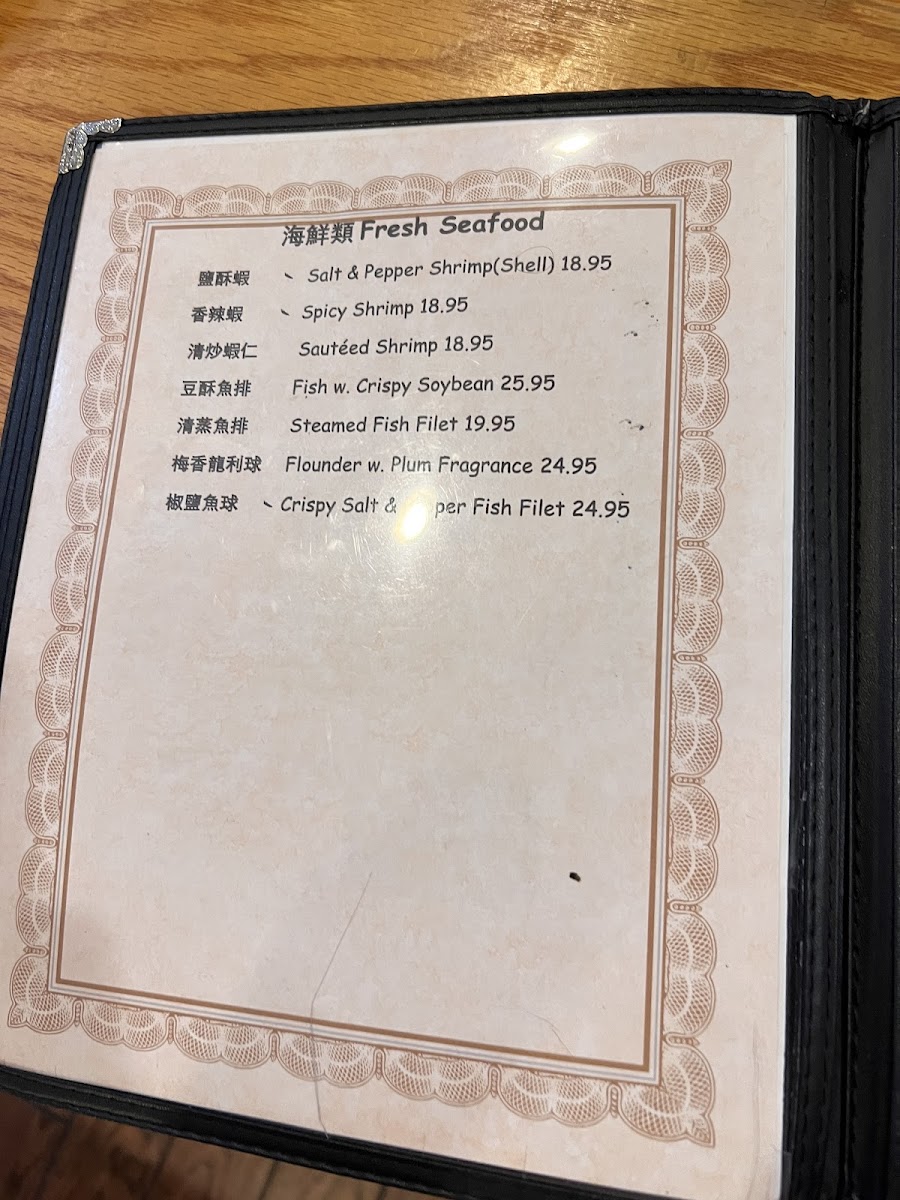 海鮮類 Fresh Seafood
鹽酥蝦 Salt & Pepper Shrimp(Shell) 18.95
香辣蝦 Spicy Shrimp 18.95
清炒蝦仁 Sautéed Shrimp 18.95
豆酥魚排 Fish w. Crispy Soybean 25.95
清蒸魚排 Steamed Fish Filet 19.95
梅香龍利球 Flounder w. Plum Fragrance 24.95
椒鹽魚球 Crispy Salt & per Fish Filet 24.95